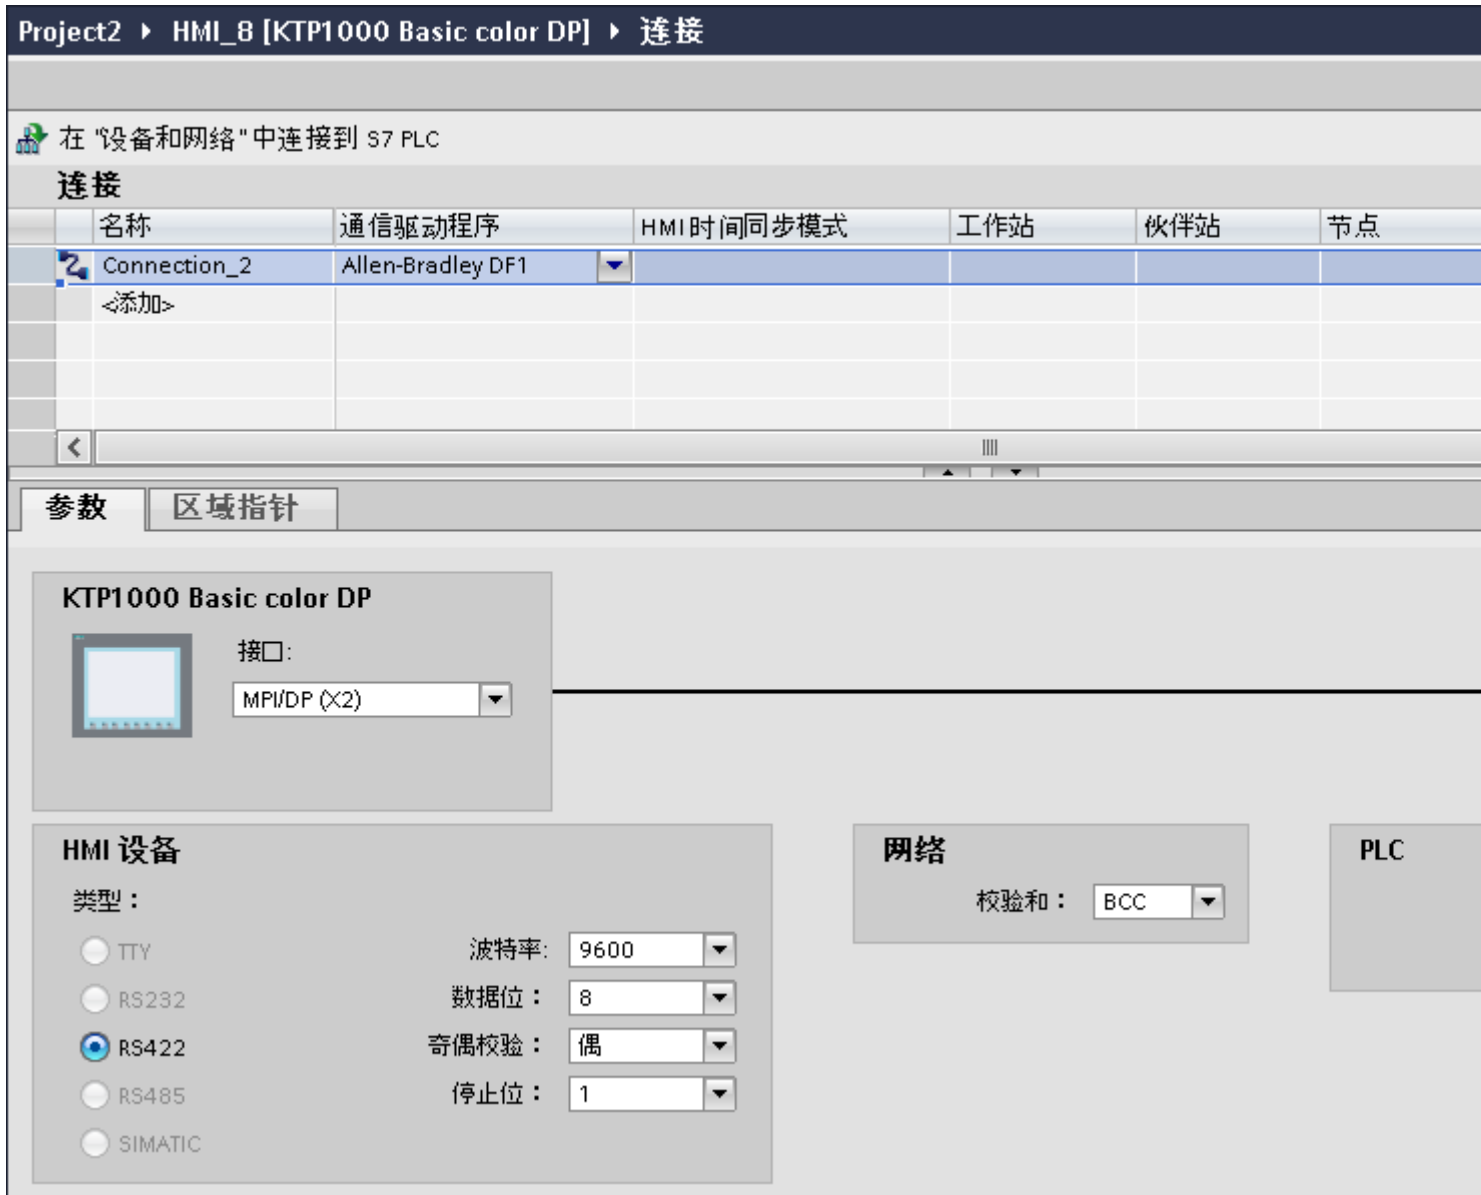 Project2 ▸ HMI_8 [KTP1000 Basic color DP] ▸ 连接
在 "设备和网络" 中连接到 S7 PLC
连接
名称 通信驱动程序 HMI时间同步模式 工作站 伙伴站 节点
Connection_2 Allen-Bradley DF1
<添加>
参数 区域指针
KTP1000 Basic color DP
接口:
MPI/DP (X2)
HMI 设备 网络 PLC
类型： 校验和： BCC
TTY 波特率: 9600
RS232 数据位： 8
RS422 奇偶校验： 偶
RS485 停止位： 1
SIMATIC